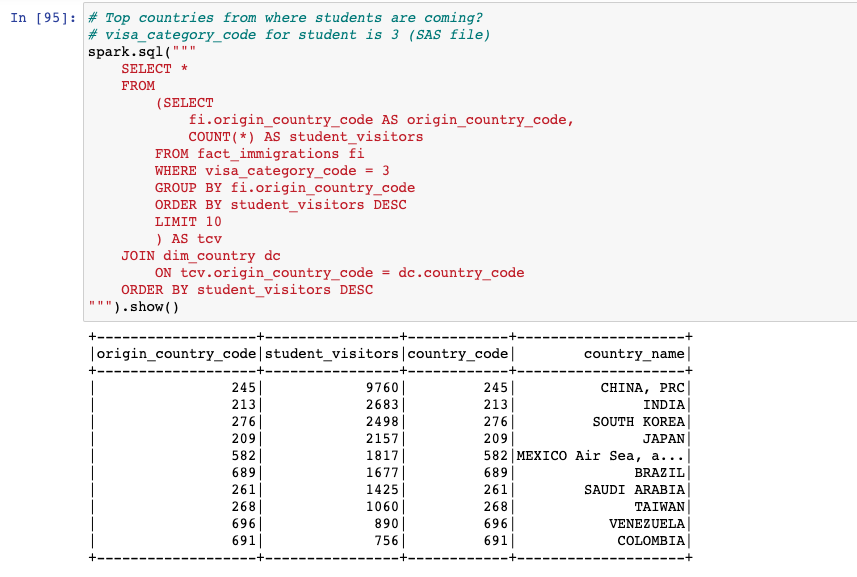 In [95]: # Top countries from where students are coming?
# visa_category_code for student is 3 (SAS file)
spark.sql("""
    SELECT *
    FROM
        (SELECT
            fi.origin_country_code AS origin_country_code,
            COUNT(*) AS student_visitors
        FROM fact_immigrations fi
        WHERE visa_category_code = 3
        GROUP BY fi.origin_country_code
        ORDER BY student_visitors DESC
        LIMIT 10
        ) AS tcv
    JOIN dim_country dc
        ON tcv.origin_country_code = dc.country_code
    ORDER BY student_visitors DESC
""").show()
+-------------------+----------------+------------+--------------------+
|origin_country_code|student_visitors|country_code|        country_name|
+-------------------+----------------+------------+--------------------+
|                245|            9760|         245|          CHINA, PRC|
|                213|            2683|         213|               INDIA|
|                276|            2498|         276|         SOUTH KOREA|
|                209|            2157|         209|               JAPAN|
|                582|            1817|         582|MEXICO Air Sea, a...|
|                689|            1677|         689|              BRAZIL|
|                261|            1425|         261|        SAUDI ARABIA|
|                268|            1060|         268|              TAIWAN|
|                696|             890|         696|           VENEZUELA|
|                691|             756|         691|            COLOMBIA|
+-------------------+----------------+------------+--------------------+